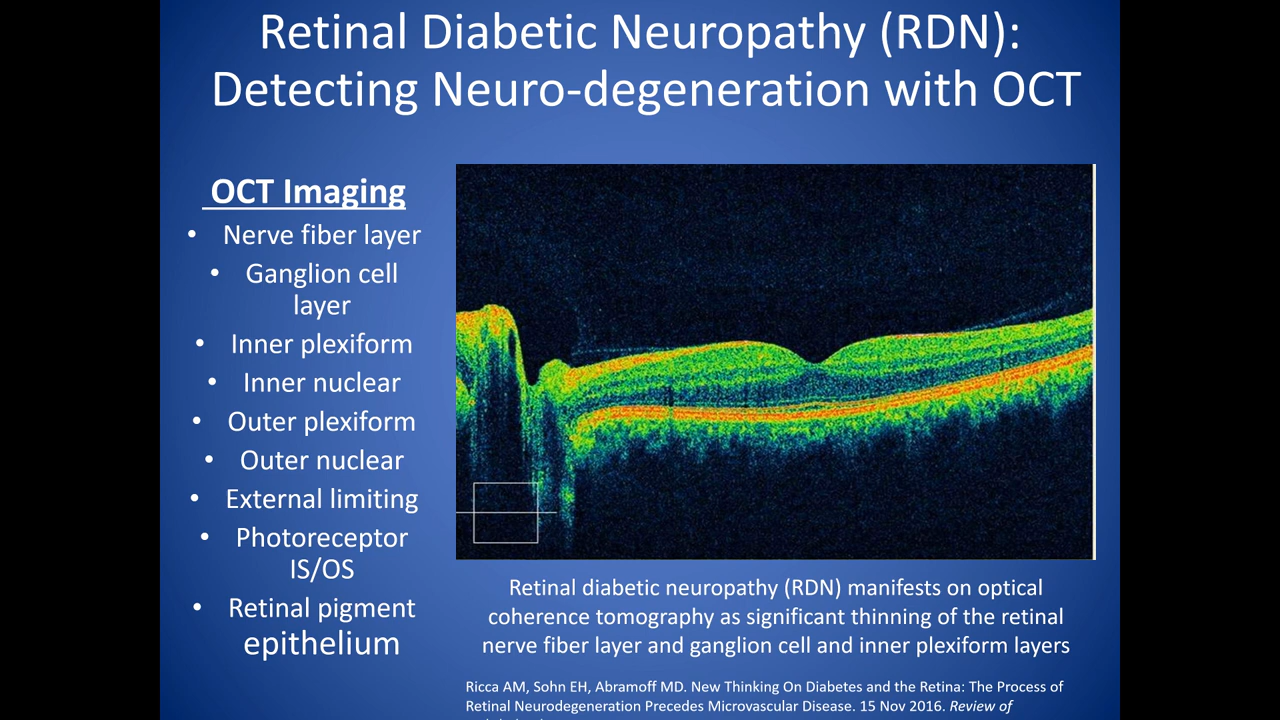 Retinal Diabetic Neuropathy (RDN):
Detecting Neuro-degeneration with OCT
OCT Imaging
• Nerve fiber layer
• Ganglion cell
layer
• Inner plexiform
• Inner nuclear
• Outer plexiform
• Outer nuclear
• External limiting
• Photoreceptor
IS/OS
• Retinal pigment
epithelium
Retinal diabetic neuropathy (RDN) manifests on optical
coherence tomography as significant thinning of the retinal
nerve fiber layer and ganglion cell and inner plexiform layers
Ricca AM, Sohn EH, Abramoff MD. New Thinking On Diabetes and the Retina: The Process of
Retinal Neurodegeneration Precedes Microvascular Disease. 15 Nov 2016. Review of